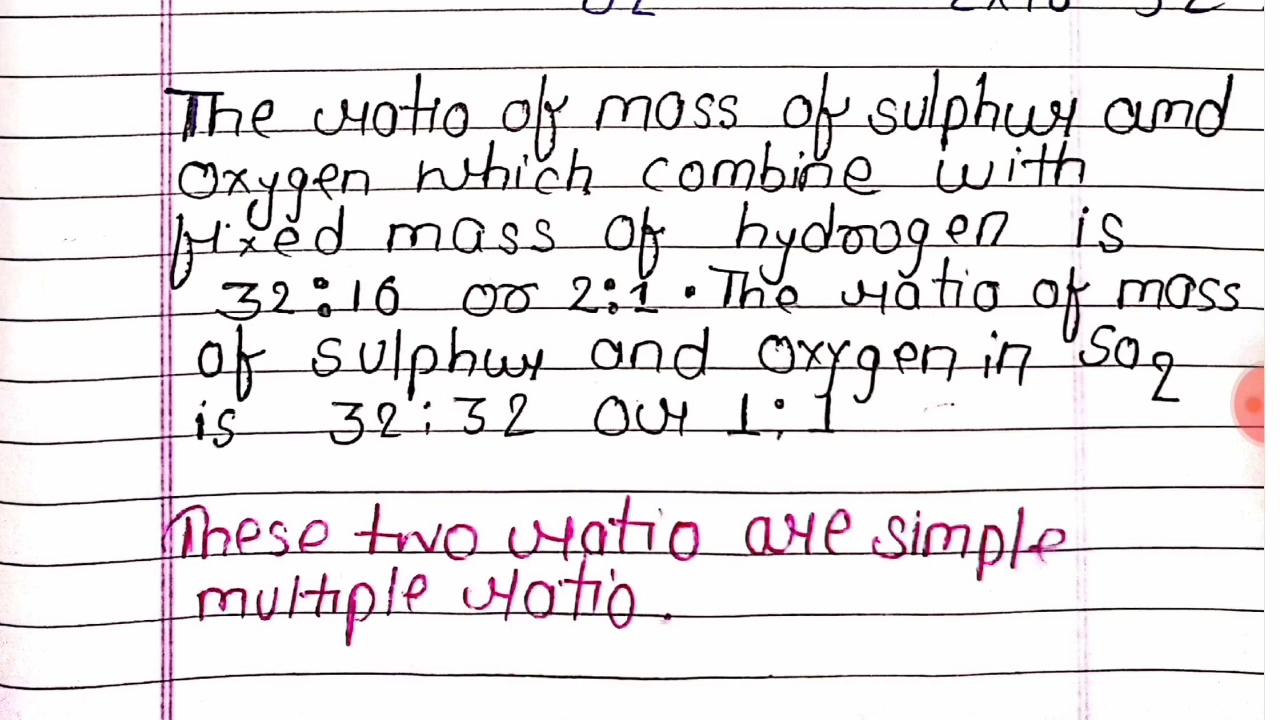 The ratio of mass of sulphur and
oxygen which combine with
fixed mass of hydrogen is
32:16 or 2:1. The ratio of mass
of sulphur and oxygen in SO2
is 32:32 our 1:1
These two ratio are simple
multiple ratio.